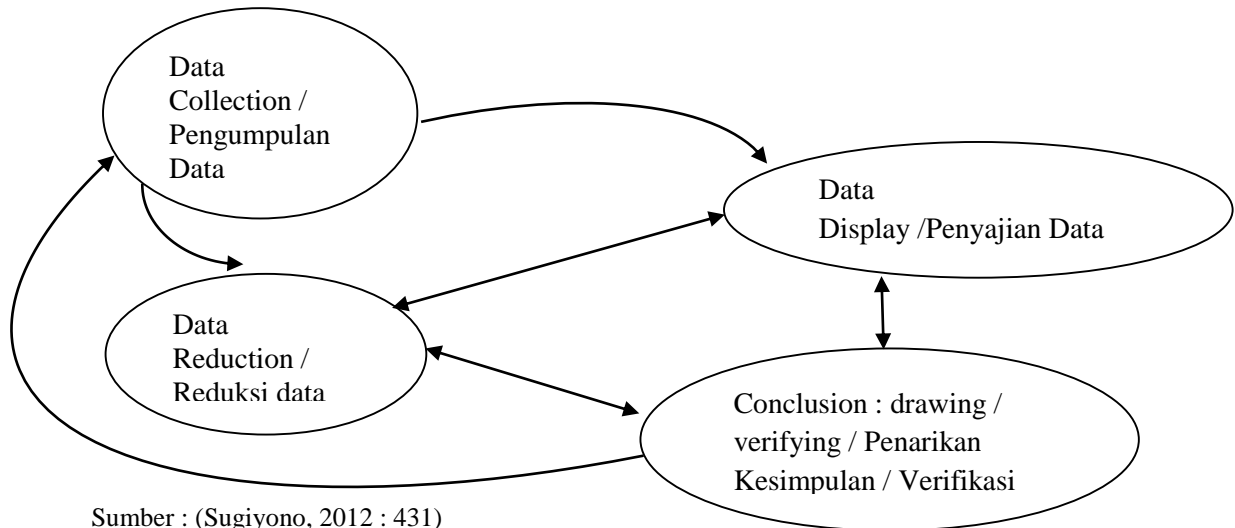 Data
Collection /
Pengumpulan
Data
Data
Display /Penyajian Data
Data
Reduction /
Reduksi data
Conclusion : drawing /
verifying / Penarikan
Kesimpulan / Verifikasi
Sumber : (Sugiyono, 2012 : 431)